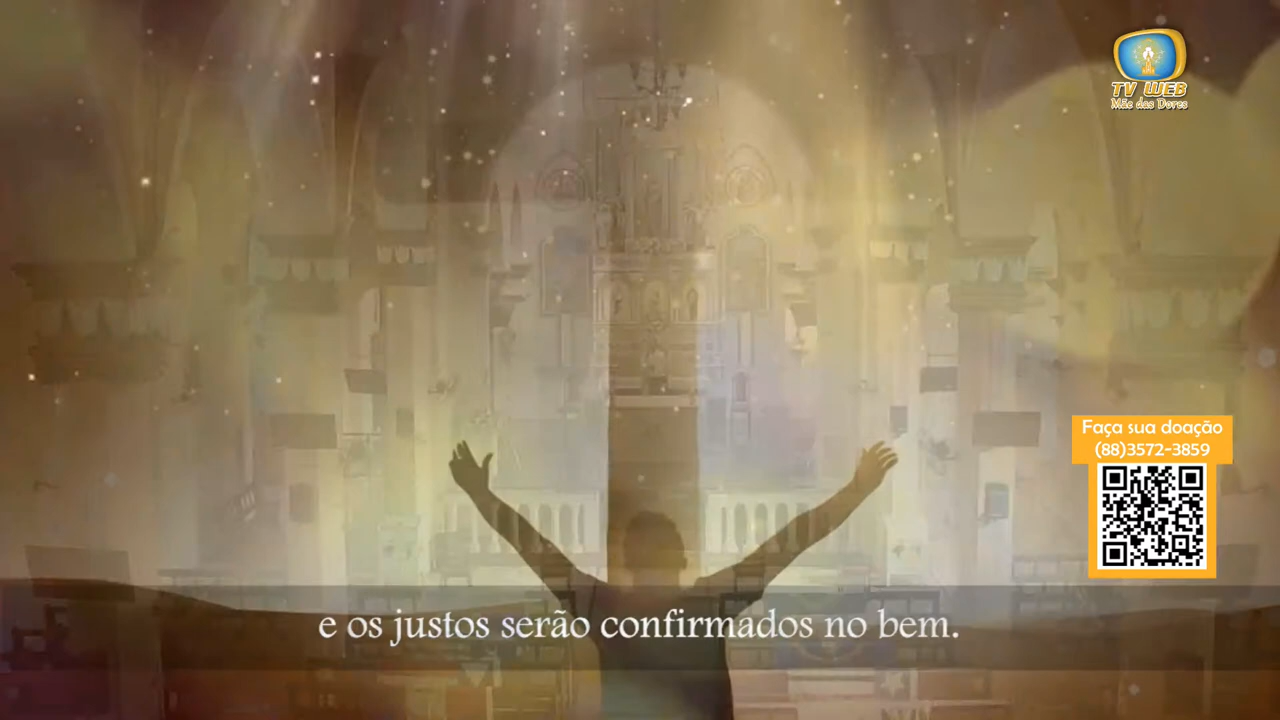 TV WEB
Mãe das Dores
Faça sua doação
(88)3572-3859
e os justos serão confirmados no bem.